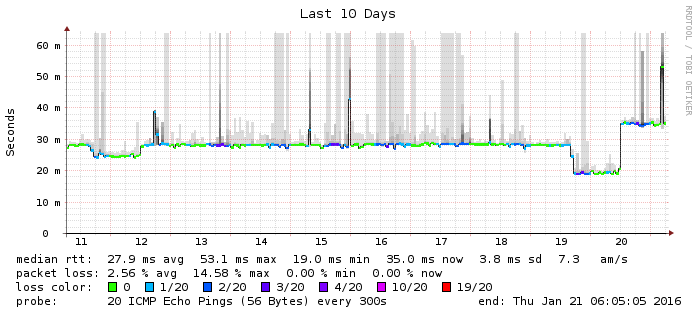 Last 10 Days
RRDTOOL / TOBI OETIKER
Seconds
60 m
50 m
40 m
30 m
20 m
10 m
0
11 12 13 14 15 16 17 18 19 20
median rtt: 27.9 ms avg 53.1 ms max 19.0 ms min 35.0 ms now 3.8 ms sd 7.3 am/s
packet loss: 2.56 % avg 14.58 % max 0.00 % min 0.00 % now
loss color: 0 1/20 2/20 3/20 4/20 10/20 19/20
probe: 20 ICMP Echo Pings (56 Bytes) every 300s end: Thu Jan 21 06:05:05 2016